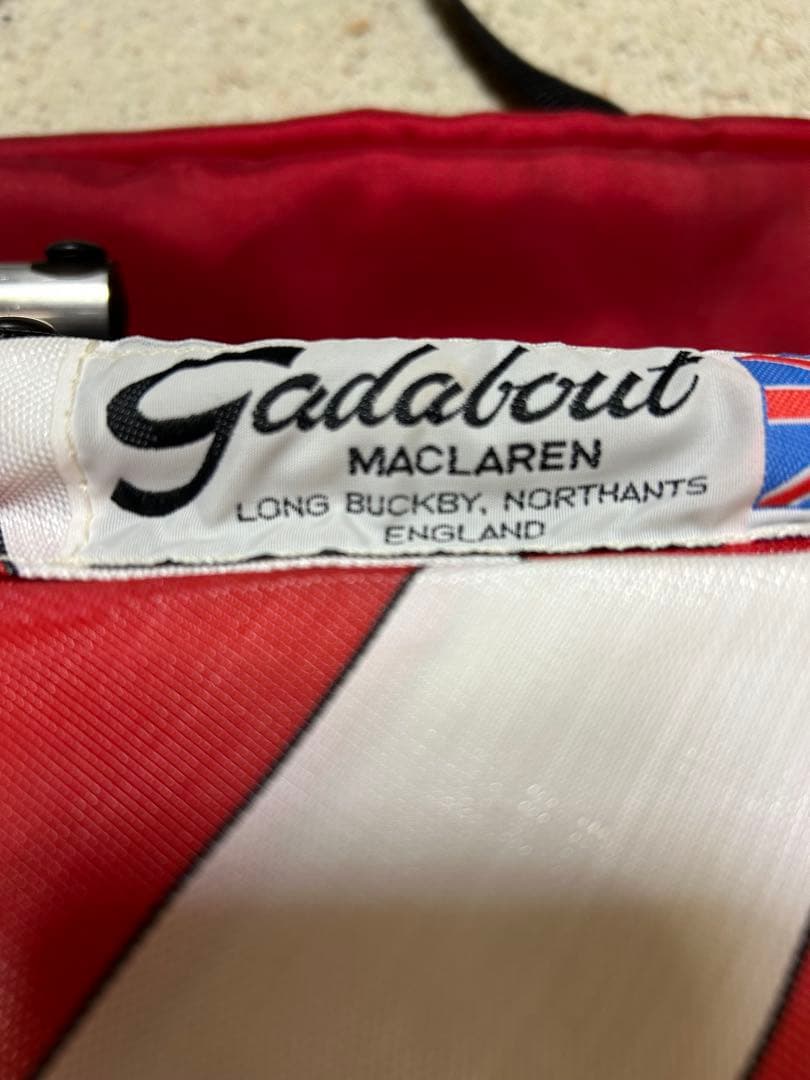 Gadabout
MACLAREN
LONG BUCKBY, NORTHANTS
ENGLAND